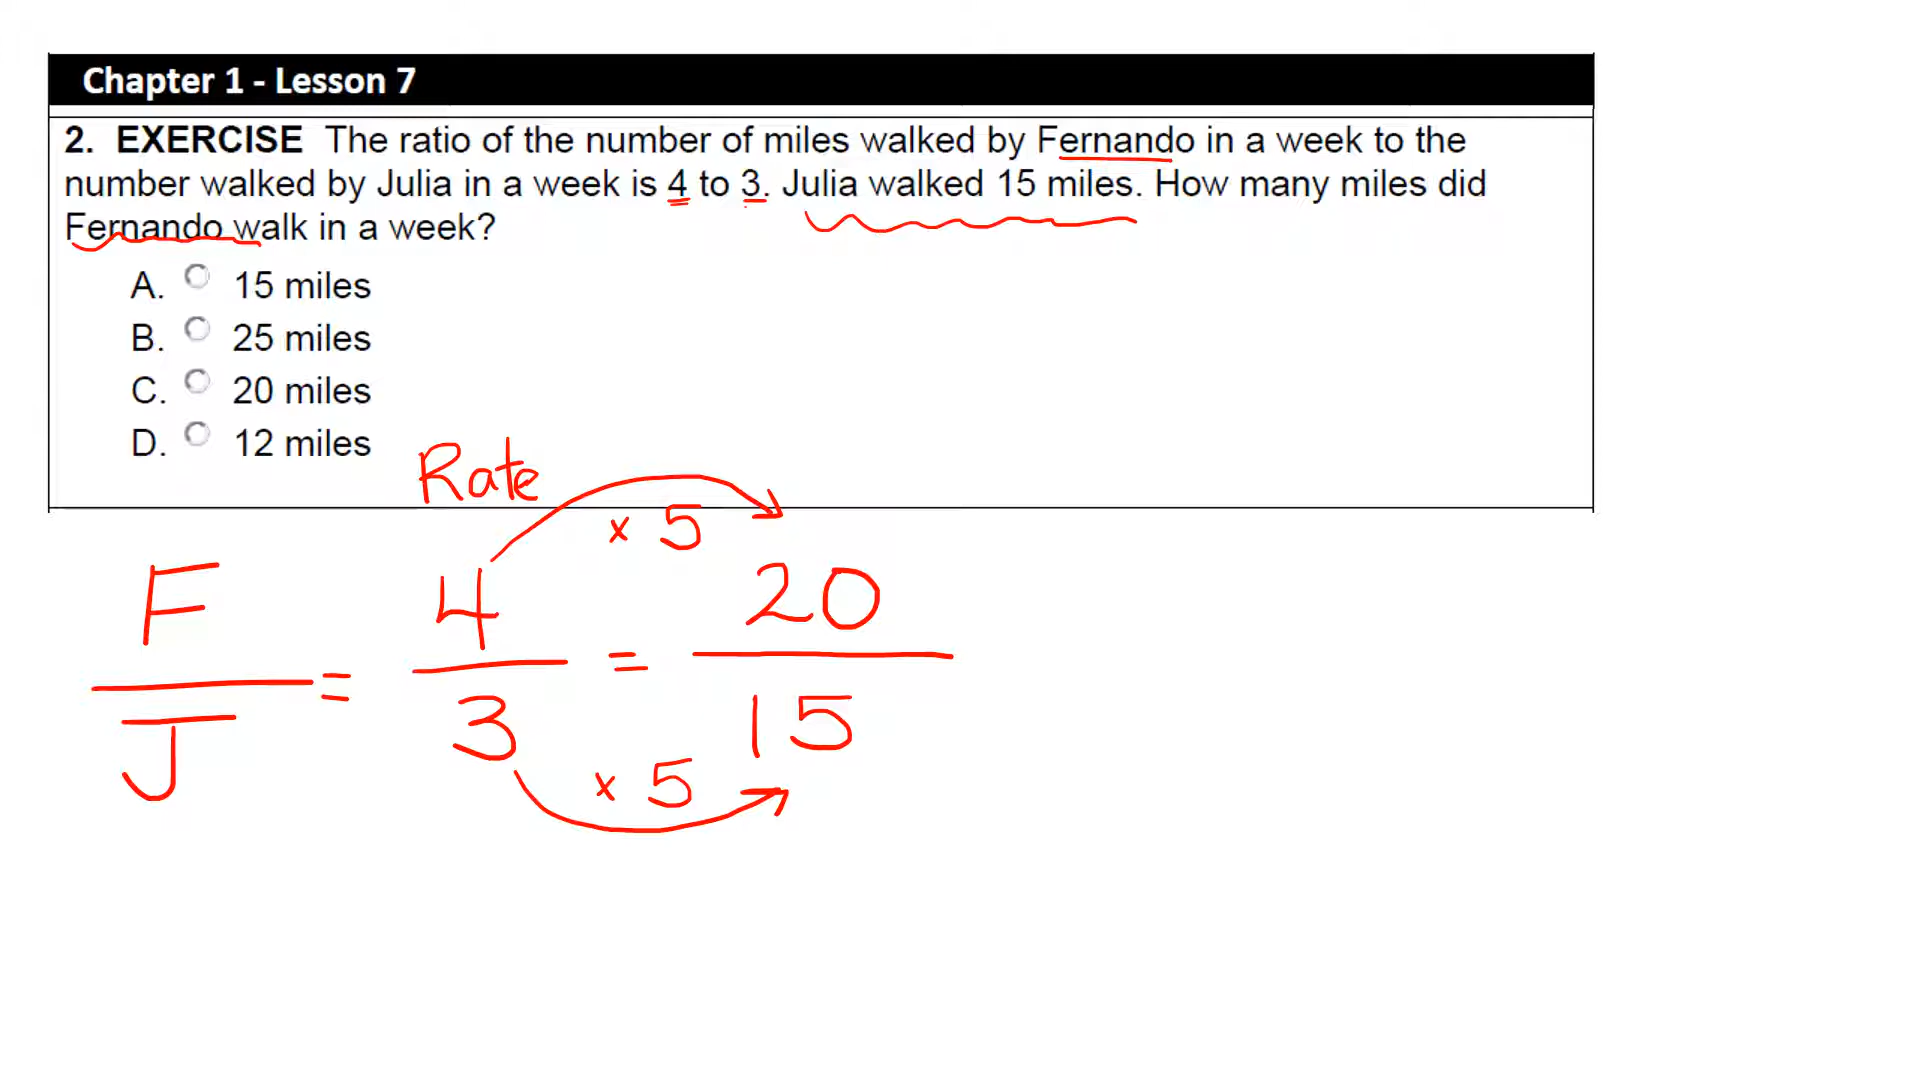 Chapter 1 - Lesson 7
2. EXERCISE The ratio of the number of miles walked by Fernando in a week to the
number walked by Julia in a week is 4 to 3. Julia walked 15 miles. How many miles did
Fernando walk in a week?
A. 15 miles
B. 25 miles
C. 20 miles
D. 12 miles
Rate
× 5
F/J = 4/3 = 20/15
× 5